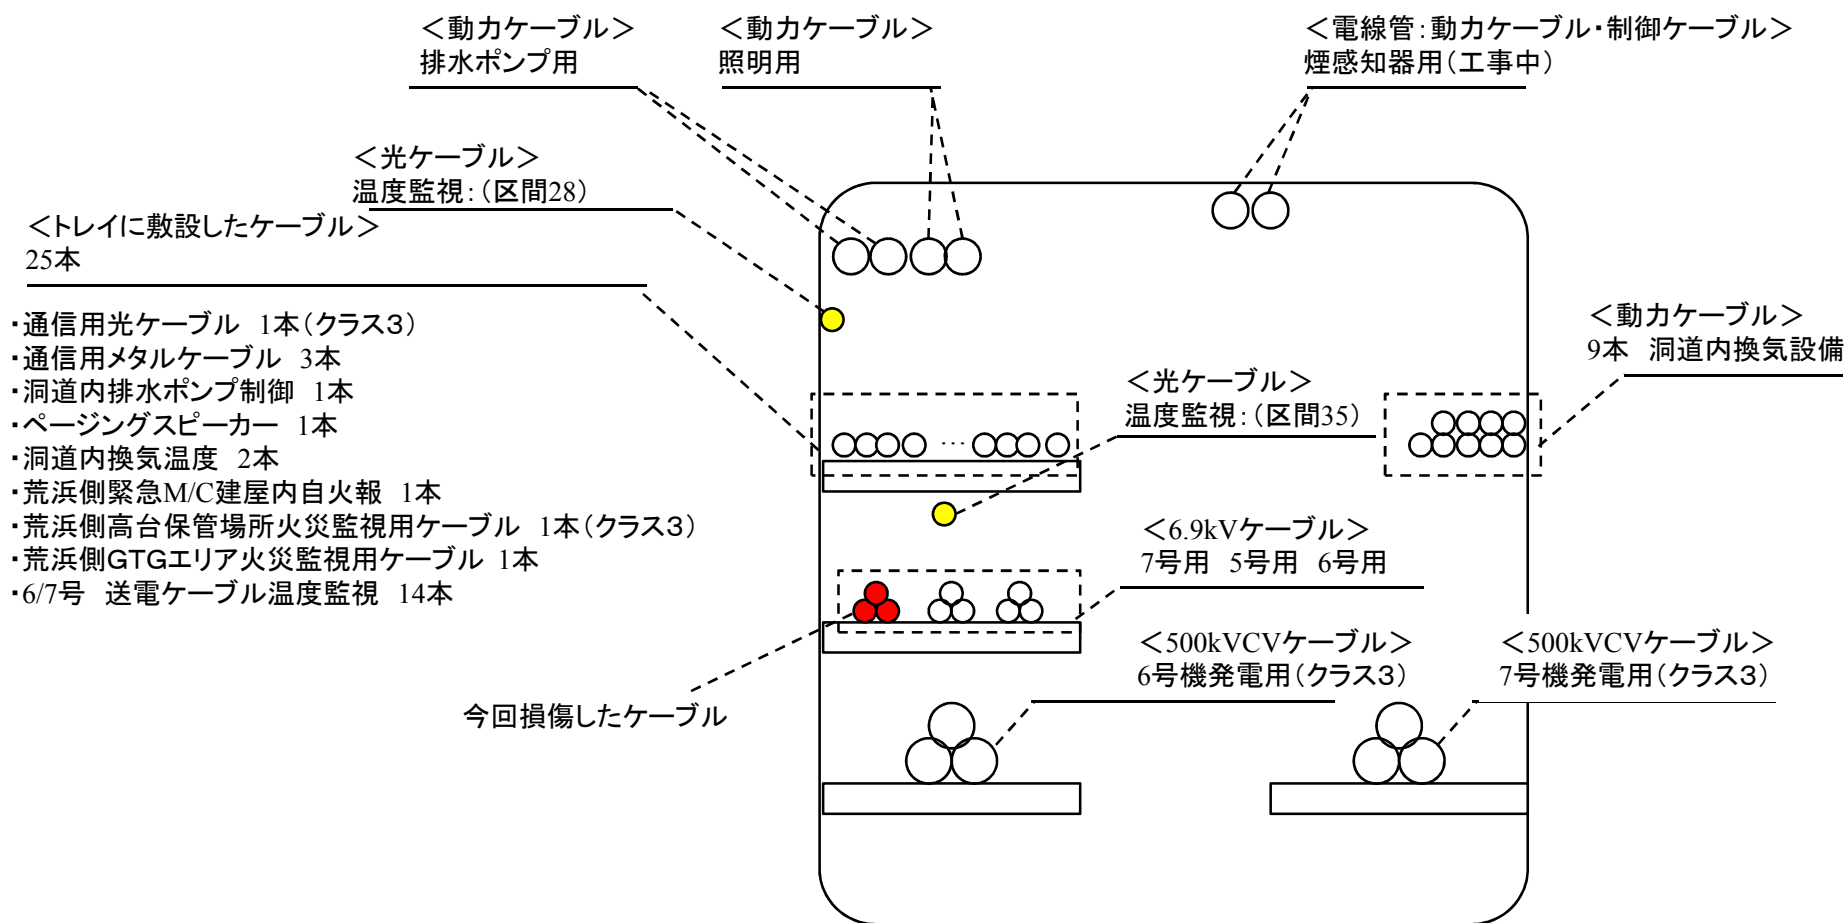 ＜動力ケーブル＞
排水ポンプ用
＜動力ケーブル＞
照明用
＜電線管：動力ケーブル・制御ケーブル＞
煙感知器用（工事中）
＜光ケーブル＞
温度監視：（区間28）
＜トレイに敷設したケーブル＞
25本
・通信用光ケーブル 1本（クラス３）
・通信用メタルケーブル 3本
・洞道内排水ポンプ制御 1本
・ページングスピーカー 1本
・洞道内換気温度 2本
・荒浜側緊急M/C建屋内自火報 1本
・荒浜側高台保管場所火災監視用ケーブル 1本（クラス３）
・荒浜側GTGエリア火災監視用ケーブル 1本
・6/7号 送電ケーブル温度監視 14本
＜動力ケーブル＞
9本 洞道内換気設備
＜光ケーブル＞
温度監視：（区間35）
…
＜6.9kVケーブル＞
7号用 5号用 6号用
今回損傷したケーブル
＜500kVCVケーブル＞
6号機発電用（クラス３）
＜500kVCVケーブル＞
7号機発電用（クラス３）